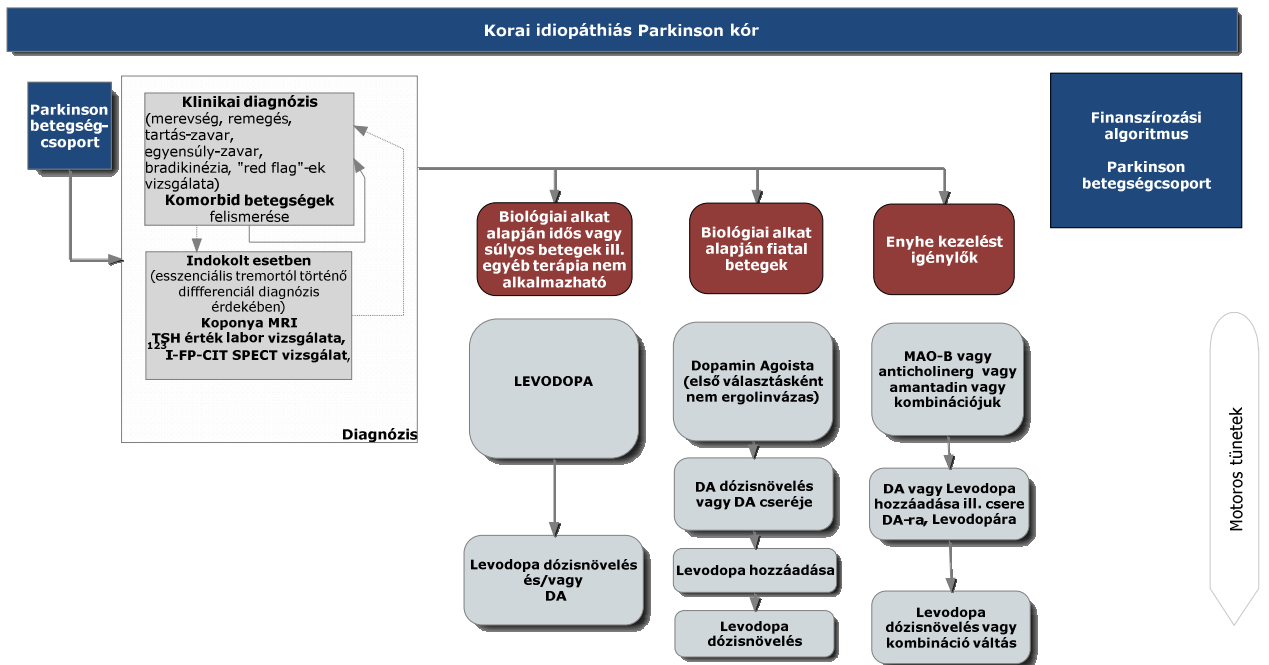 Korai idiopáthiás Parkinson kór
Parkinson
betegség-
csoport
Klinikai diagnózis
(merevség, remegés,
tartás-zavar,
egyensúly-zavar,
bradikinézia, "red flag"-ek
vizsgálata)
Komorbid betegségek
felismerése
Indokolt esetben
(esszenciális tremortól történő
diffferenciál diagnózis
érdekében)
Koponya MRI
TSH érték labor vizsgálata,
123I-FP-CIT SPECT vizsgálat,
Diagnózis
Finanszírozási
algoritmus
Parkinson
betegségcsoport
Biológiai alkat
alapján idős vagy
súlyos betegek ill.
egyéb terápia nem
alkalmazható
LEVODOPA
Levodopa dózisnövelés
és/vagy
DA
Biológiai alkat
alapján fiatal
betegek
Dopamin Agoista
(első választásként
nem ergolinvázas)
DA dózisnövelés
vagy DA cseréje
Levodopa hozzáadása
Levodopa
dózisnövelés
Enyhe kezelést
igénylők
MAO-B vagy
anticholinerg vagy
amantadin vagy
kombinációjuk
DA vagy Levodopa
hozzáadása ill. csere
DA-ra, Levodopára
Levodopa
dózisnövelés vagy
kombináció váltás
Motoros tünetek